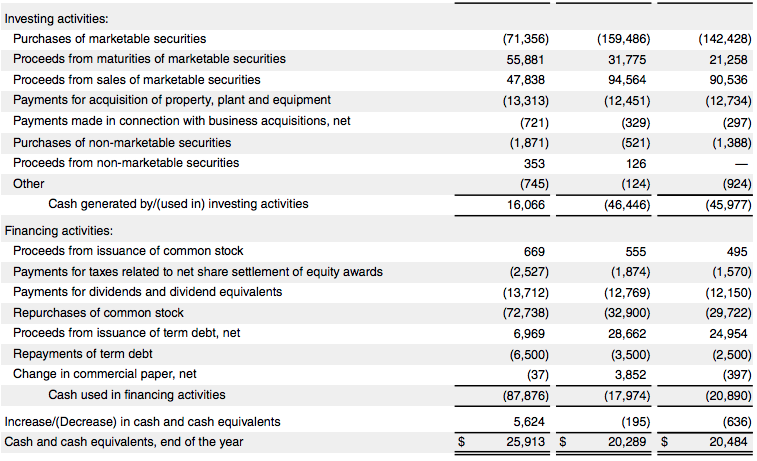 Investing activities:
Purchases of marketable securities (71,356) (159,486) (142,428)
Proceeds from maturities of marketable securities 55,881 31,775 21,258
Proceeds from sales of marketable securities 47,838 94,564 90,536
Payments for acquisition of property, plant and equipment (13,313) (12,451) (12,734)
Payments made in connection with business acquisitions, net (721) (329) (297)
Purchases of non-marketable securities (1,871) (521) (1,388)
Proceeds from non-marketable securities 353 126 —
Other (745) (124) (924)
Cash generated by/(used in) investing activities 16,066 (46,446) (45,977)
Financing activities:
Proceeds from issuance of common stock 669 555 495
Payments for taxes related to net share settlement of equity awards (2,527) (1,874) (1,570)
Payments for dividends and dividend equivalents (13,712) (12,769) (12,150)
Repurchases of common stock (72,738) (32,900) (29,722)
Proceeds from issuance of term debt, net 6,969 28,662 24,954
Repayments of term debt (6,500) (3,500) (2,500)
Change in commercial paper, net (37) 3,852 (397)
Cash used in financing activities (87,876) (17,974) (20,890)
Increase/(Decrease) in cash and cash equivalents 5,624 (195) (636)
Cash and cash equivalents, end of the year $ 25,913 $ 20,289 $ 20,484